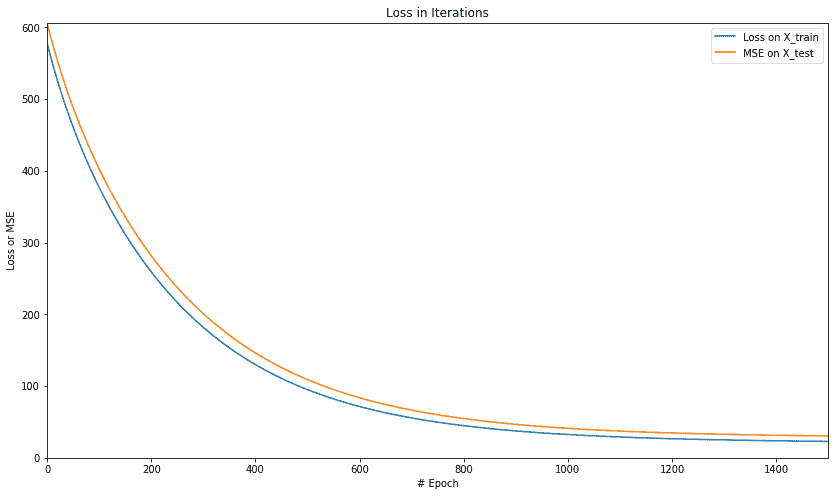 Loss in Iterations
Loss on X_train
MSE on X_test
600
500
400
300
200
100
0
Loss or MSE
0 200 400 600 800 1000 1200 1400
# Epoch